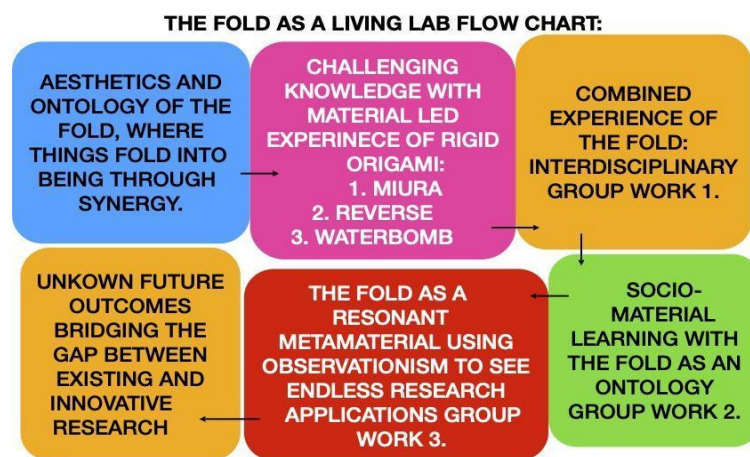 THE FOLD AS A LIVING LAB FLOW CHART:
AESTHETICS AND
ONTOLOGY OF THE
FOLD, WHERE
THINGS FOLD INTO
BEING THROUGH
SYNERGY.
CHALLENGING
KNOWLEDGE WITH
MATERIAL LED
EXPERINECE OF RIGID
ORIGAMI:
1. MIURA
2. REVERSE
3. WATERBOMB
COMBINED
EXPERIENCE OF
THE FOLD:
INTERDISCIPLINARY
GROUP WORK 1.
SOCIO-
MATERIAL
LEARNING WITH
THE FOLD AS AN
ONTOLOGY
GROUP WORK 2.
THE FOLD AS A
RESONANT
METAMATERIAL USING
OBSERVATIONISM TO SEE
ENDLESS RESEARCH
APPLICATIONS GROUP
WORK 3.
UNKOWN FUTURE
OUTCOMES
BRIDGING THE
GAP BETWEEN
EXISTING AND
INNOVATIVE
RESEARCH